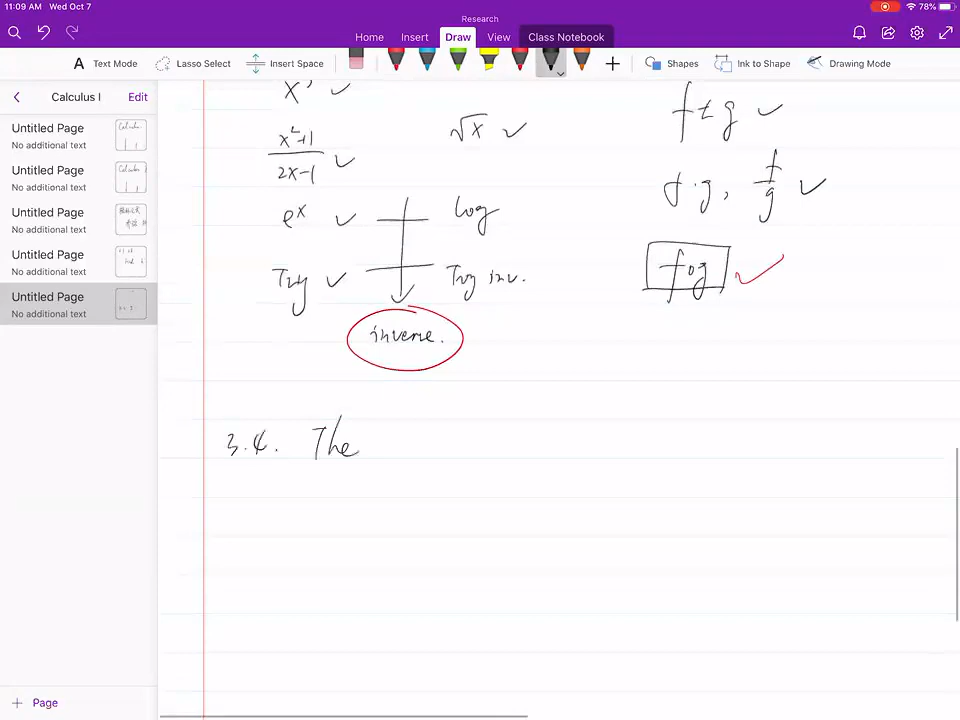 11:09 AM Wed Oct 7
78%
Research
Home Insert Draw View Class Notebook
A Text Mode Lasso Select Insert Space Shapes Ink to Shape Drawing Mode
Calculus I Edit
Untitled Page
No additional text
Untitled Page
No additional text
Untitled Page
No additional text
Untitled Page
No additional text
Untitled Page
No additional text
Page
√x ✓
f ± g ✓
x²+1 / 2x-1 ✓
f·g, f/g ✓
eˣ ✓
log
Trig ✓
Trig inv.
fog ✓
inverse.
3.4. The